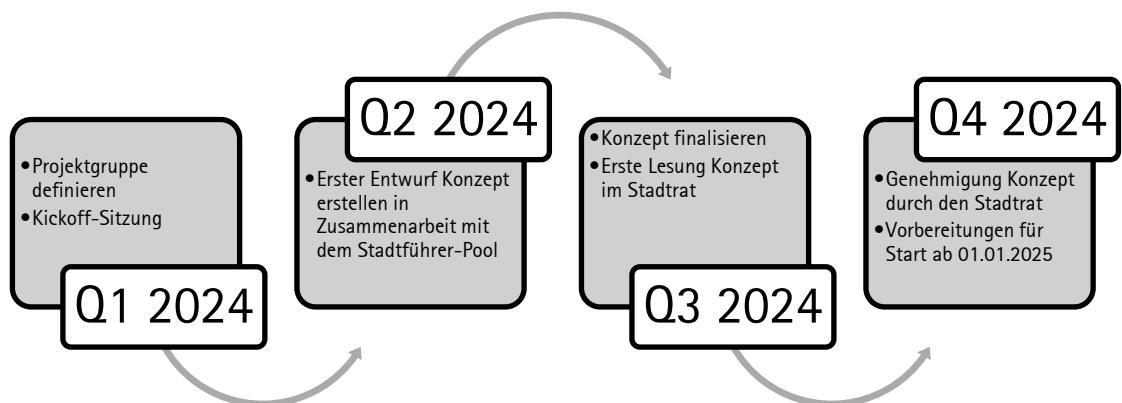 • Projektgruppe
definieren
• Kickoff-Sitzung
Q1 2024
Q2 2024
• Erster Entwurf Konzept
erstellen in
Zusammenarbeit mit
dem Stadtführer-Pool
• Konzept finalisieren
• Erste Lesung Konzept
im Stadtrat
Q3 2024
Q4 2024
• Genehmigung Konzept
durch den Stadtrat
• Vorbereitungen für
Start ab 01.01.2025